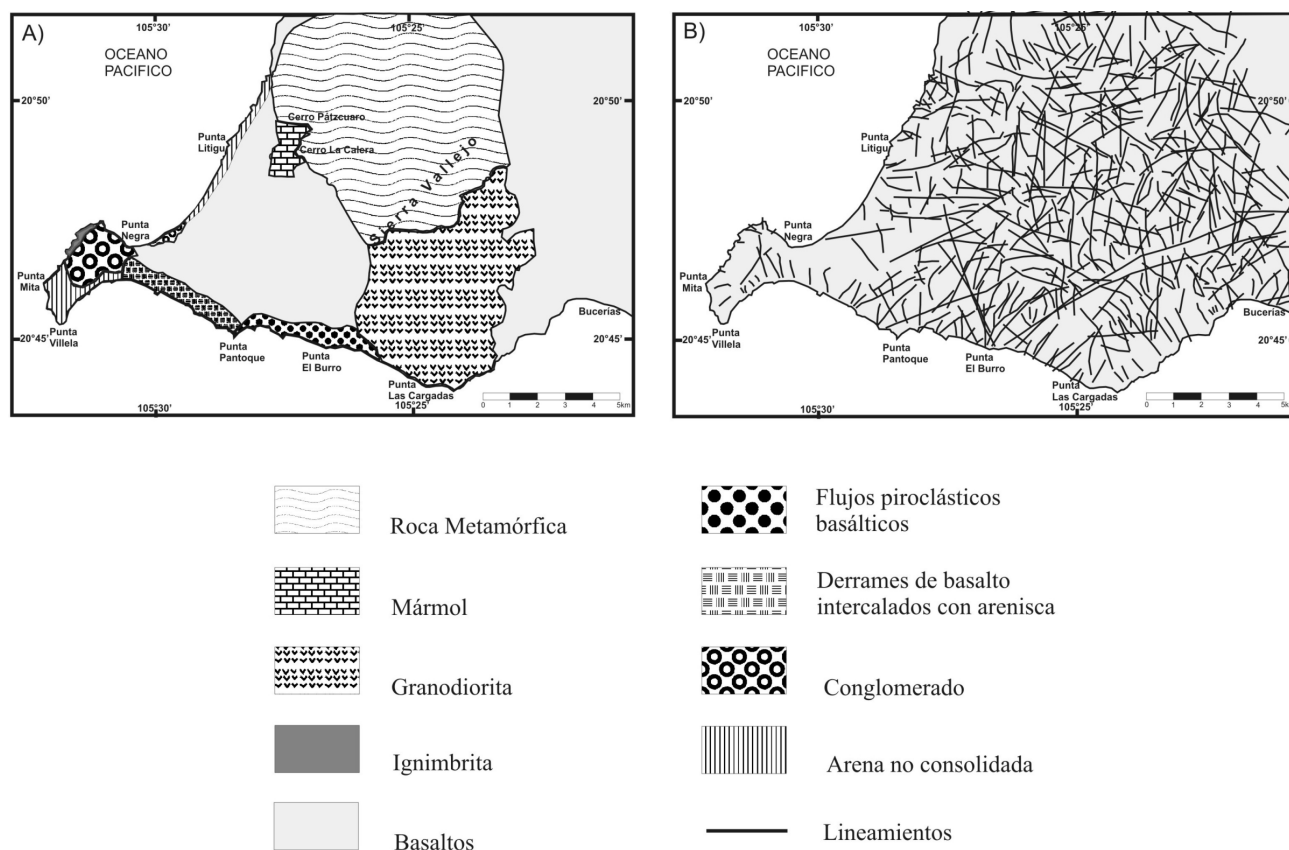 A)
105°30'
105°25'
OCEANO
PACIFICO
20°50'
20°50'
Cerro Pátzcuaro
Punta
Litigu
Cerro La Calera
Sierra Vallejo
Punta
Negra
Punta
Mita
Punta
Villela
Bucerias
20°45'
20°45'
Punta
Pantoque
Punta
El Burro
Punta
Las Cargadas
0 1 2 3 4 5km
105°30'
105°25'
B)
105°30'
105°25'
OCEANO
PACIFICO
20°50'
20°50'
Punta
Litigu
Punta
Negra
Punta
Mita
Punta
Villela
Bucerias
20°45'
20°45'
Punta
Pantoque
Punta
El Burro
Punta
Las Cargadas
0 1 2 3 4 5k
105°30'
105°25'
Roca Metamórfica
Mármol
Granodiorita
Ignimbrita
Basaltos
Flujos piroclásticos
basálticos
Derrames de basalto
intercalados con arenisca
Conglomerado
Arena no consolidada
Lineamientos